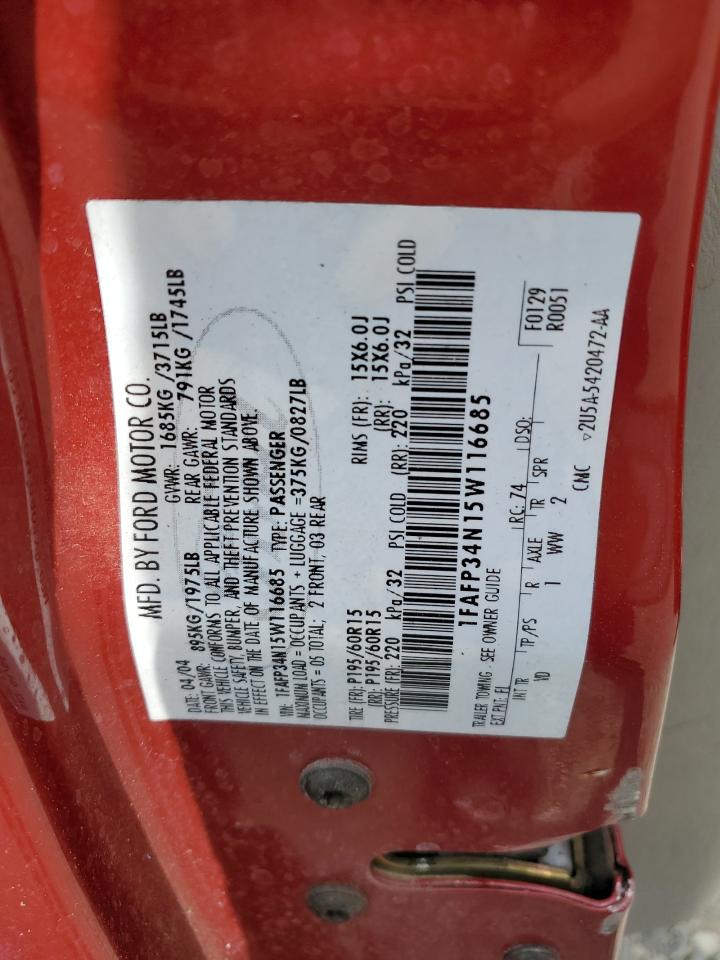 MFD. BY FORD MOTOR CO.
DATE: 04/04 GVWR: 1685KG / 3715LB
FRONT GAWR: 895KG/1975LB REAR GAWR: 791KG /1745LB
THIS VEHICLE CONFORMS TO ALL APPLICABLE FEDERAL MOTOR
VEHICLE SAFETY, BUMPER, AND THEFT PREVENTION STANDARDS
IN EFFECT ON THE DATE OF MANUFACTURE SHOWN ABOVE.
VIN: 1FAFP34N15W116685 TYPE: PASSENGER
MAXIMUM LOAD = OCCUPANTS + LUGGAGE =375KG/0827LB
OCCUPANTS = 05 TOTAL; 2 FRONT, 03 REAR
TIRE (FR): P195/60R15 RIMS (FR): 15X6.0J
(RR): P195/60R15 (RR): 15X6.0J
PRESSURE (FR): 220 kPa/32 PSI COLD (RR): 220 kPa/32 PSI COLD
1FAFP34N15W116685
TRAILER TOWING - SEE OWNER GUIDE
EXT PNT: FL RC: 74 DSO: F0129
R0051
INT TR TP/PS R AXLE TR SPR
VD 1 WW 2
CMC ▽2U5A-5420472-AA